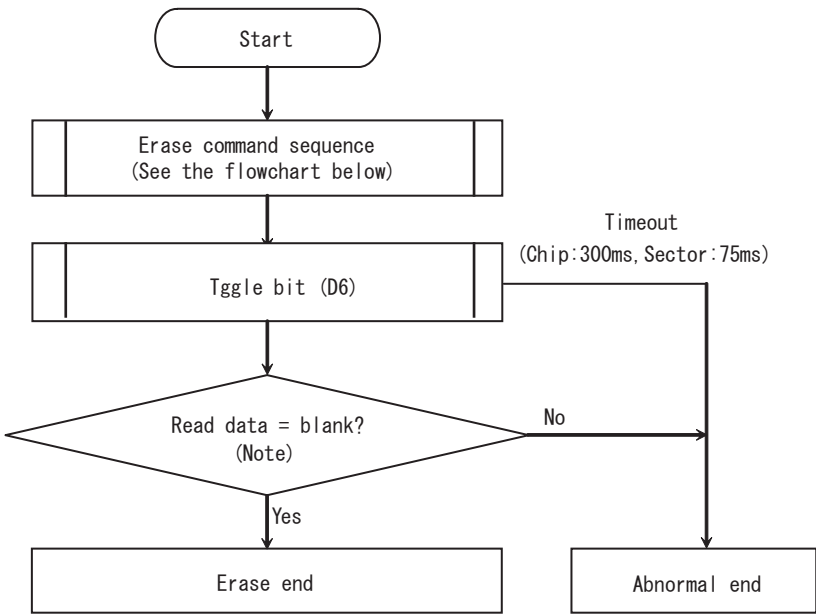 Start
Erase command sequence
(See the flowchart below)
Timeout
(Chip:300ms, Sector:75ms)
Tggle bit (D6)
Read data = blank?
(Note)
No
Yes
Erase end
Abnormal end